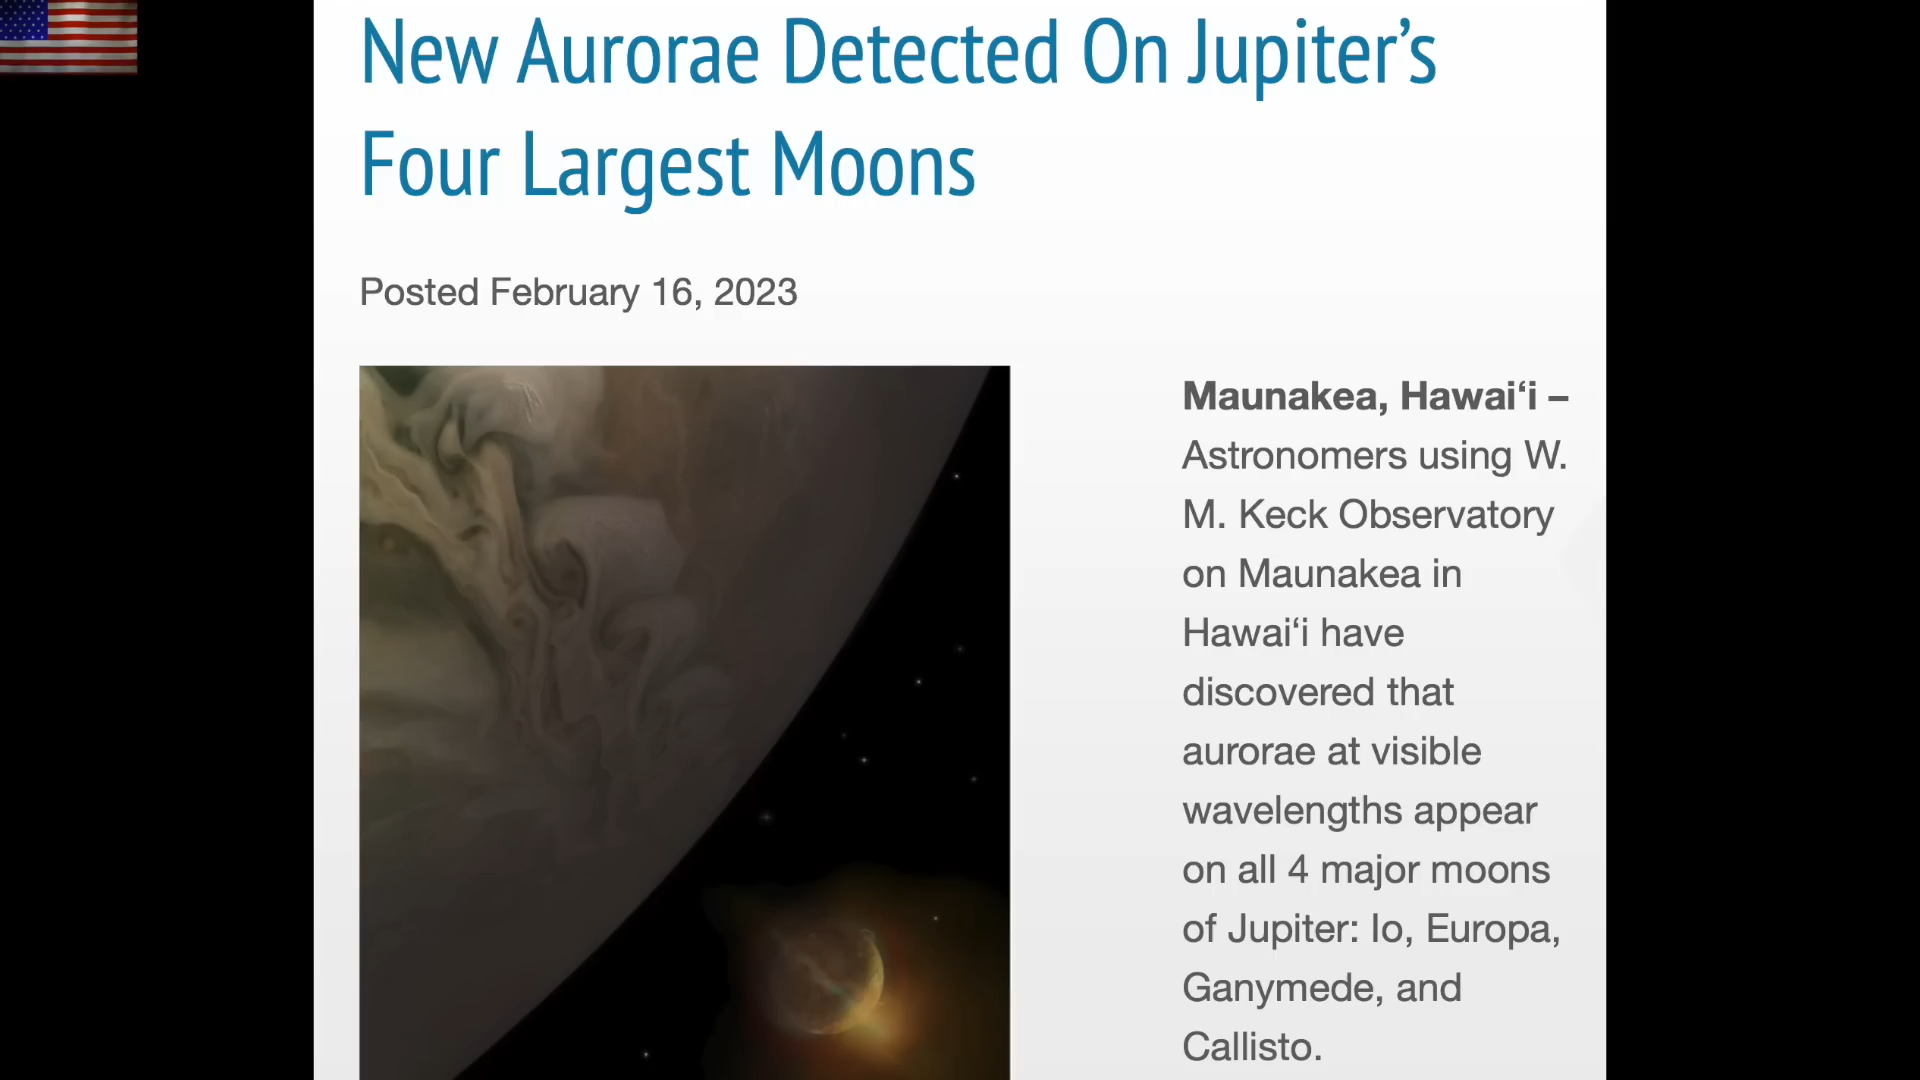 New Aurorae Detected On Jupiter’s
Four Largest Moons
Posted February 16, 2023
Maunakea, Hawaiʻi –
Astronomers using W.
M. Keck Observatory
on Maunakea in
Hawaiʻi have
discovered that
aurorae at visible
wavelengths appear
on all 4 major moons
of Jupiter: Io, Europa,
Ganymede, and
Callisto.